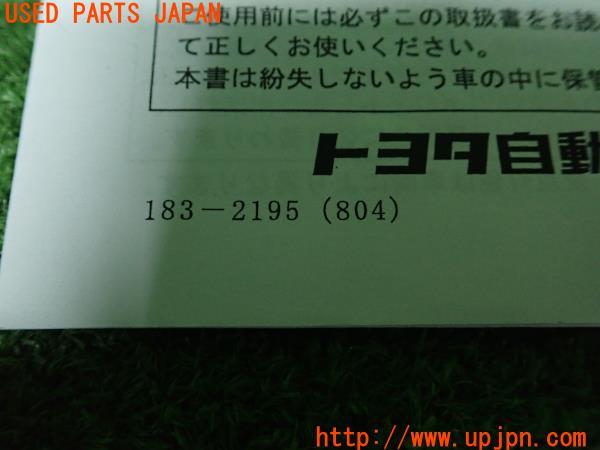 USED PARTS JAPAN
使用前には必ずこの取扱書をお読
て正しくお使いください。
本書は紛失しないよう車の中に保管
トヨタ自動
183－2195 (804)
http://www.upjpn.com/